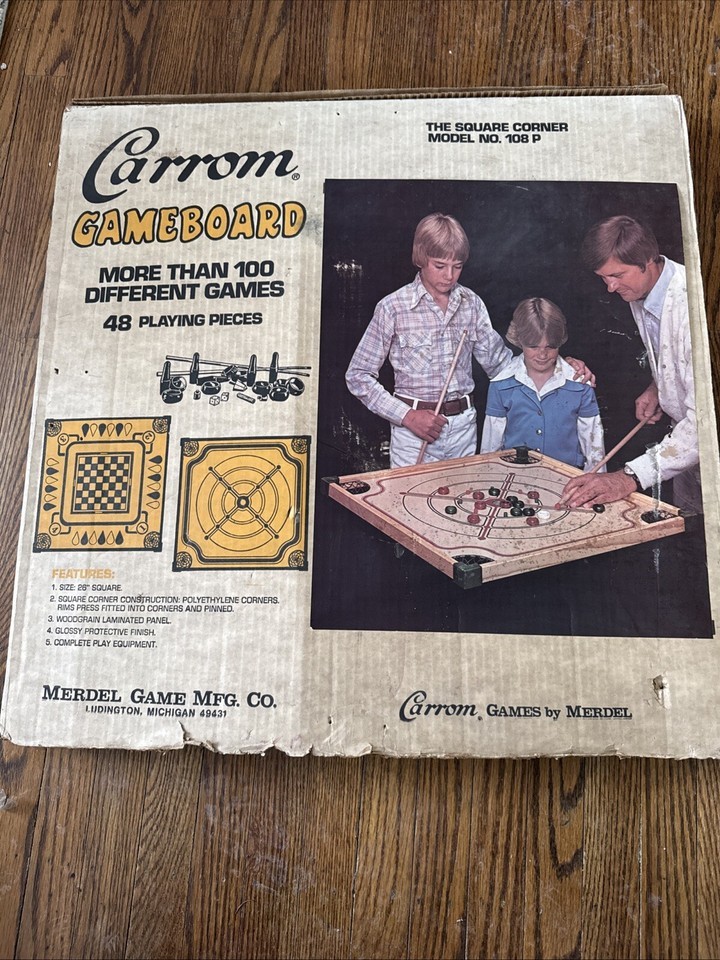 Carrom®
GAMEBOARD
MORE THAN 100
DIFFERENT GAMES
48 PLAYING PIECES
THE SQUARE CORNER
MODEL NO. 108 P
FEATURES:
1. SIZE: 28" SQUARE.
2. SQUARE CORNER CONSTRUCTION: POLYETHYLENE CORNERS.
RIMS PRESS FITTED INTO CORNERS AND PINNED.
3. WOODGRAIN LAMINATED PANEL.
4. GLOSSY PROTECTIVE FINISH.
5. COMPLETE PLAY EQUIPMENT.
MERDEL GAME MFG. CO.
LUDINGTON, MICHIGAN 49431
Carrom® GAMES by MERDEL